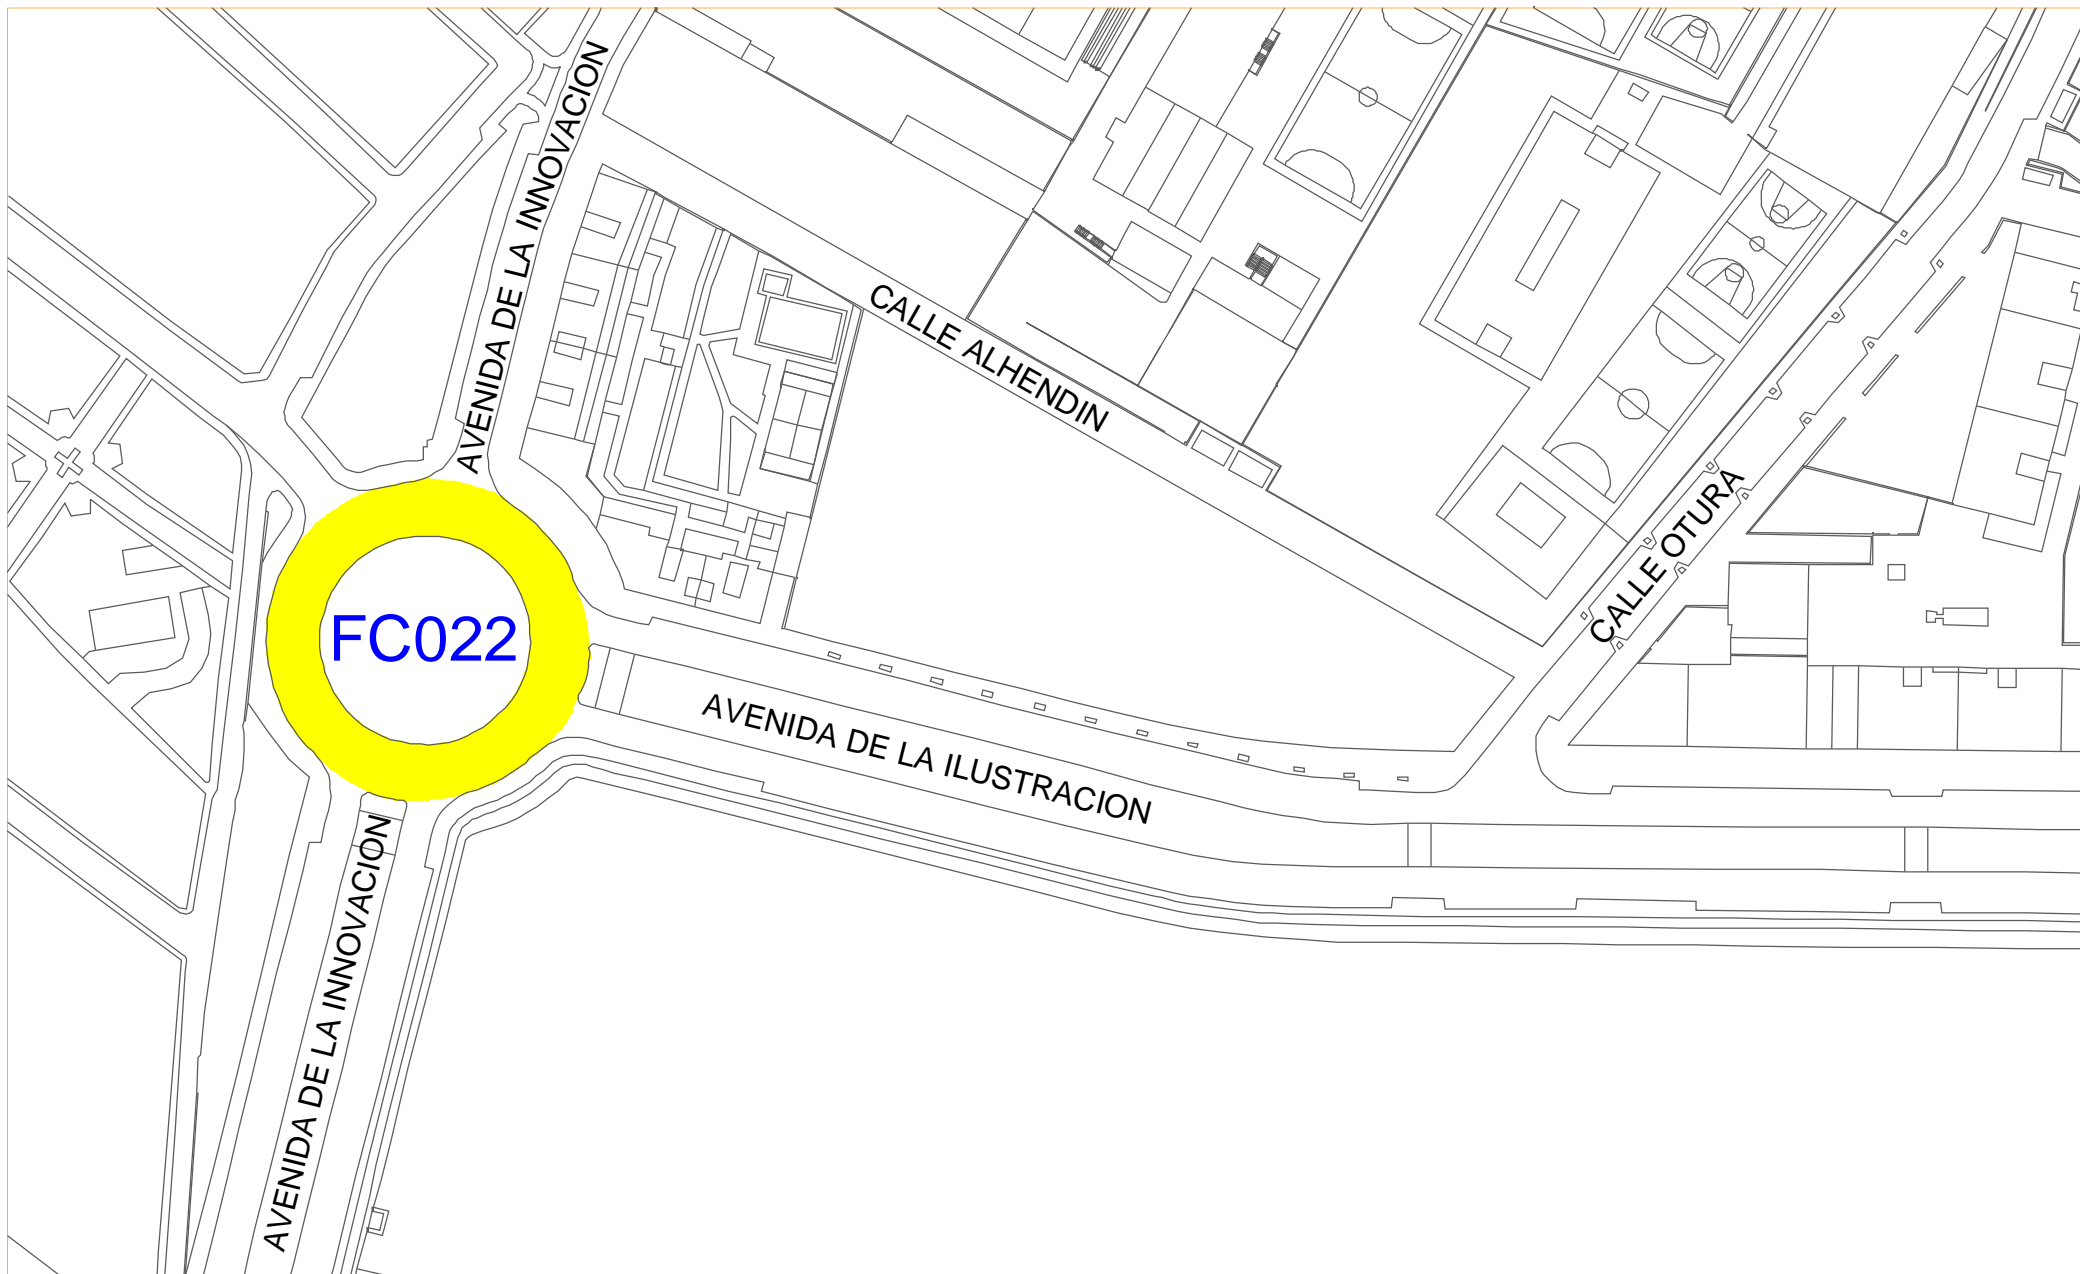 AVENIDA DE LA INNOVACION
CALLE ALHENDIN
CALLE OTURA
FC022
AVENIDA DE LA ILUSTRACION
AVENIDA DE LA INNOVACION